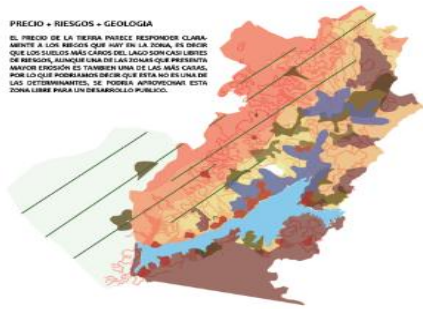 PRECIO + RIESGOS + GEOLOGIA
EL PRECIO DE LA TIERRA PARECE RESPONDER CLARA-
MENTE A LOS RIEGOS QUE HAY EN LA ZONA, ES DECIR
QUE LOS SUELOS MÁS CAROS DEL LAGO SON CASI LIBRES
DE RIESGOS, AUNQUE UNA DE LAS ZONAS QUE PRESENTA
MAYOR EROSIÓN ES TAMBIEN UNA DE LAS MÁS CARAS,
POR LO QUE PODRIAMOS DECIR QUE ESTA NO ES UNA DE
LAS DETERMINANTES, SE PODRIA APROVECHAR ESTA
ZONA LIBRE PARA UN DESARROLLO PUBLICO.